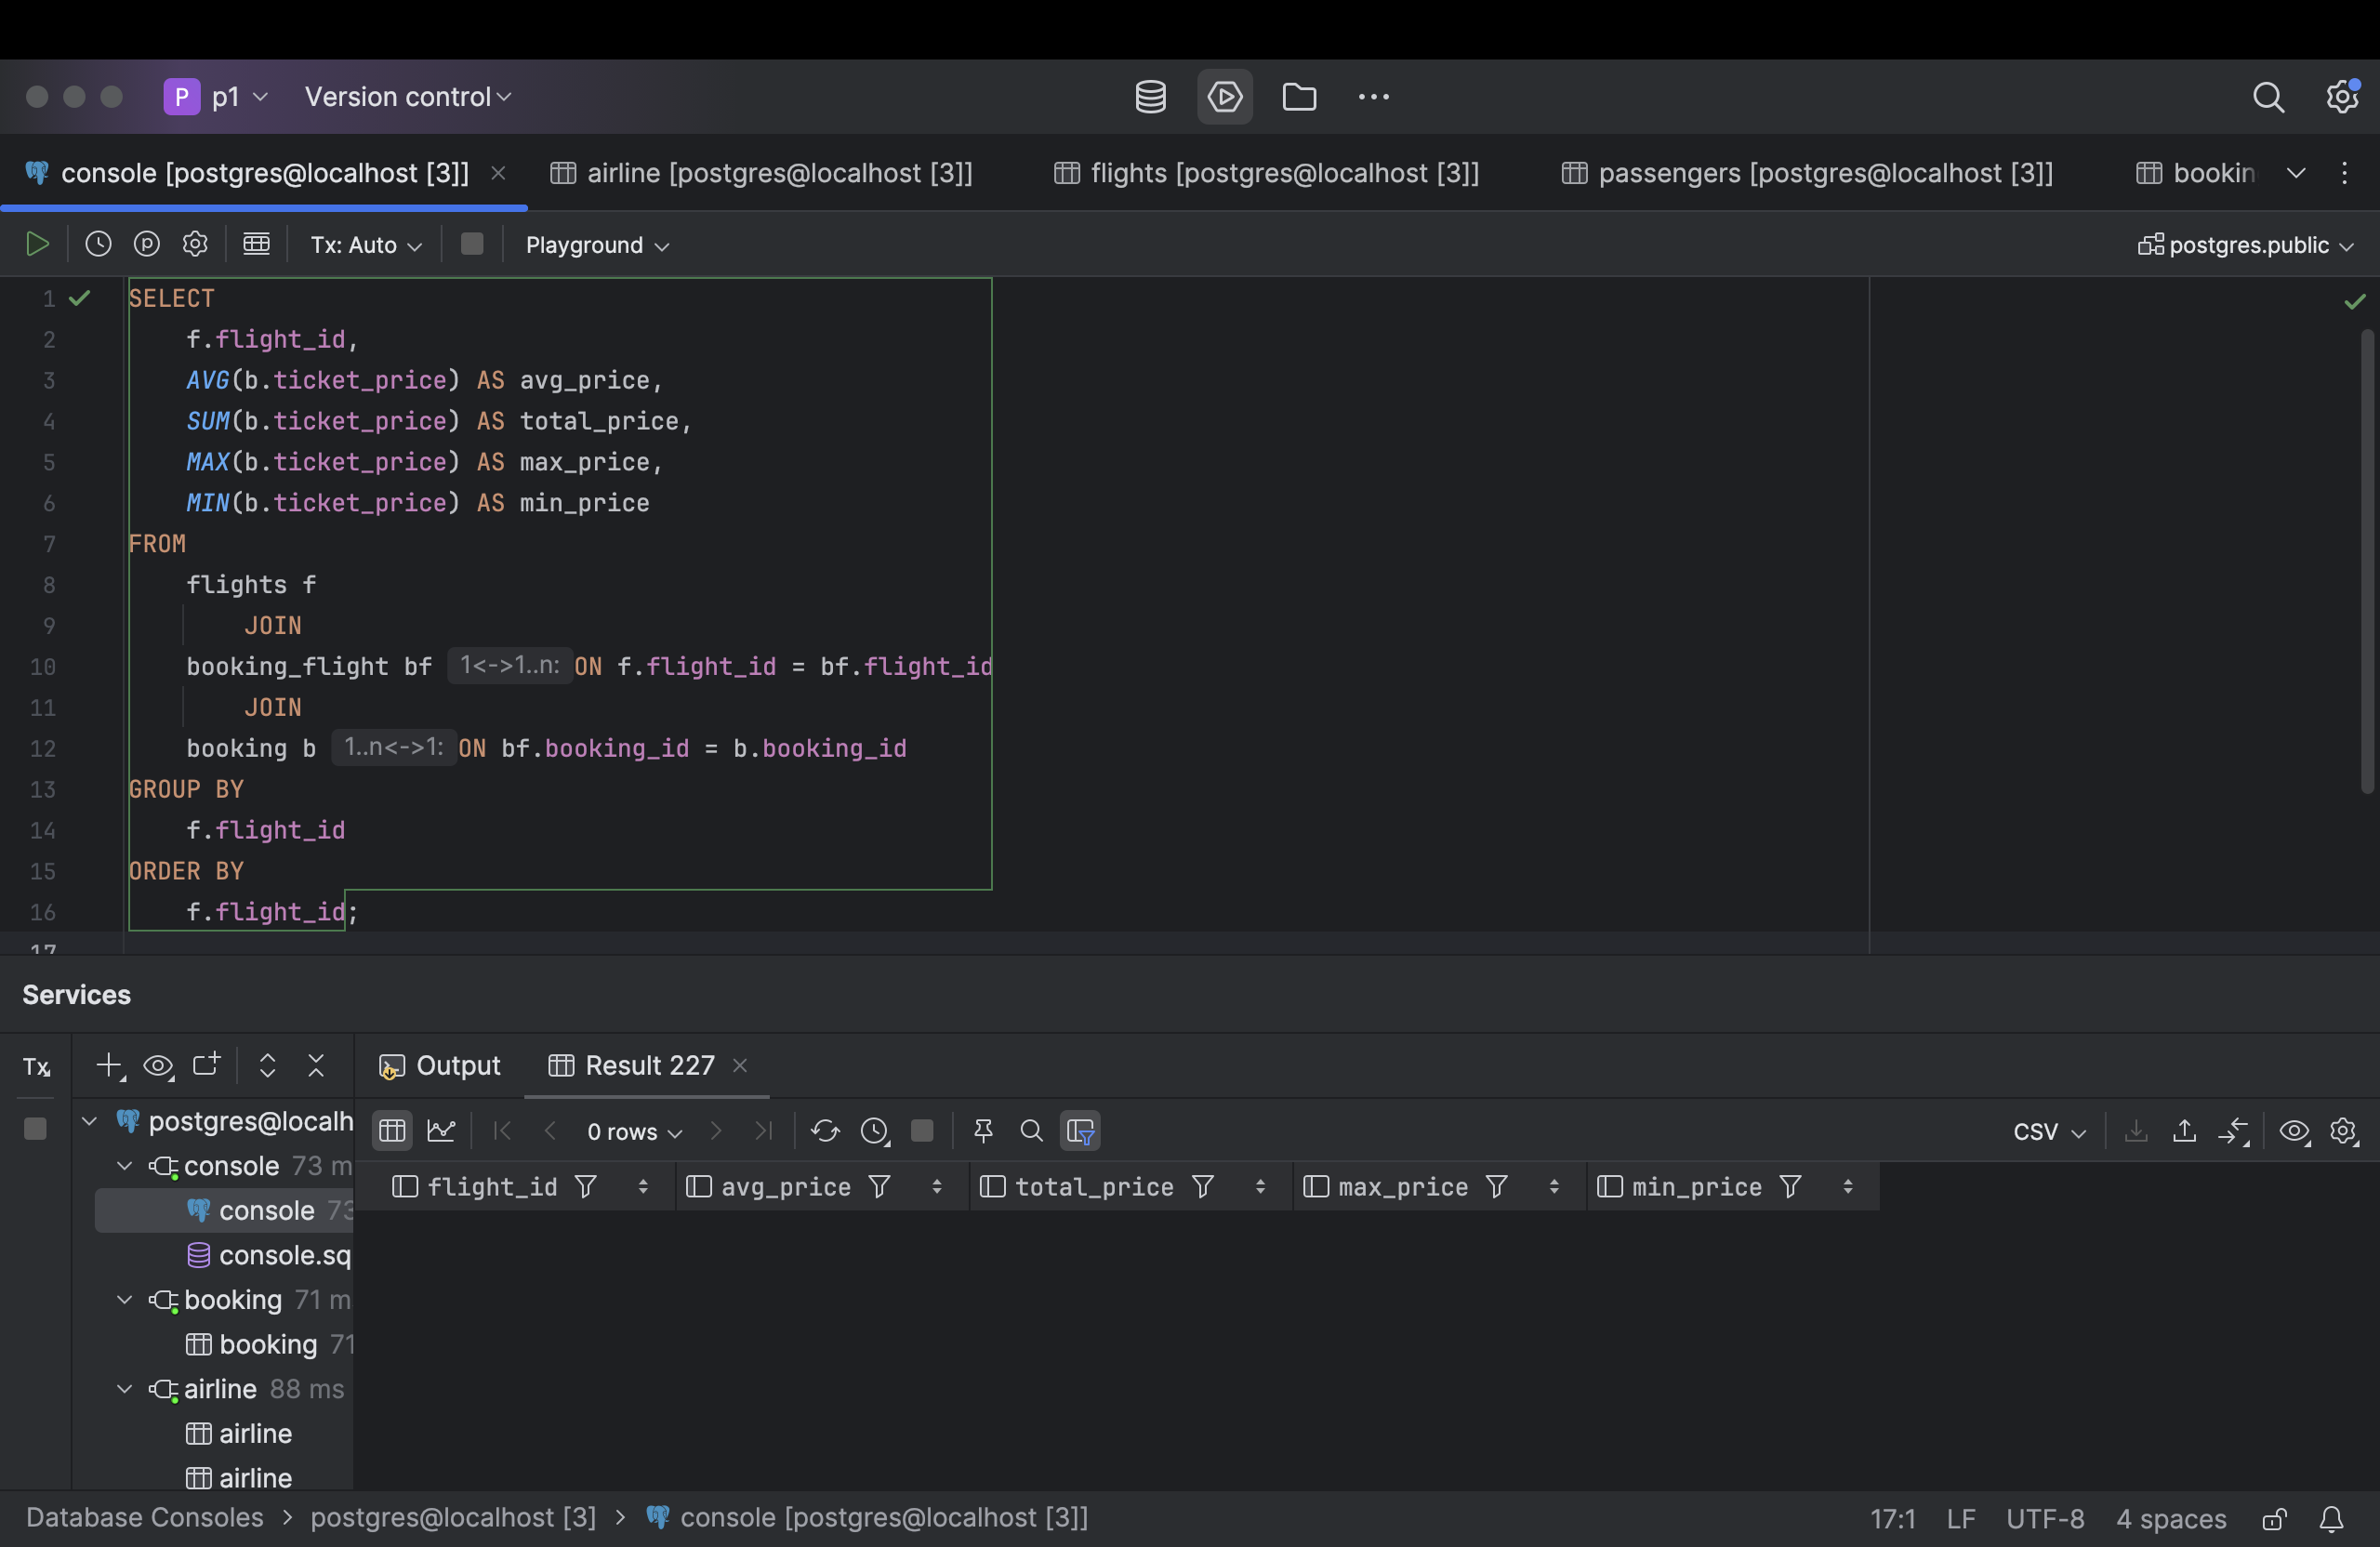 P p1 Version control
console [postgres@localhost [3]] airline [postgres@localhost [3]] flights [postgres@localhost [3]] passengers [postgres@localhost [3]] bookin
Tx: Auto Playground postgres.public
1 SELECT
2 f.flight_id,
3 AVG(b.ticket_price) AS avg_price,
4 SUM(b.ticket_price) AS total_price,
5 MAX(b.ticket_price) AS max_price,
6 MIN(b.ticket_price) AS min_price
7 FROM
8 flights f
9 JOIN
10 booking_flight bf 1<->1..n: ON f.flight_id = bf.flight_id
11 JOIN
12 booking b 1..n<->1: ON bf.booking_id = b.booking_id
13 GROUP BY
14 f.flight_id
15 ORDER BY
16 f.flight_id;
17
Services
Tx Output Result 227
postgres@localh 0 rows CSV
console 73 m
flight_id avg_price total_price max_price min_price
console 73
console.sq
booking 71 m
booking 71
airline 88 ms
airline
airline
Database Consoles > postgres@localhost [3] > console [postgres@localhost [3]] 17:1 LF UTF-8 4 spaces